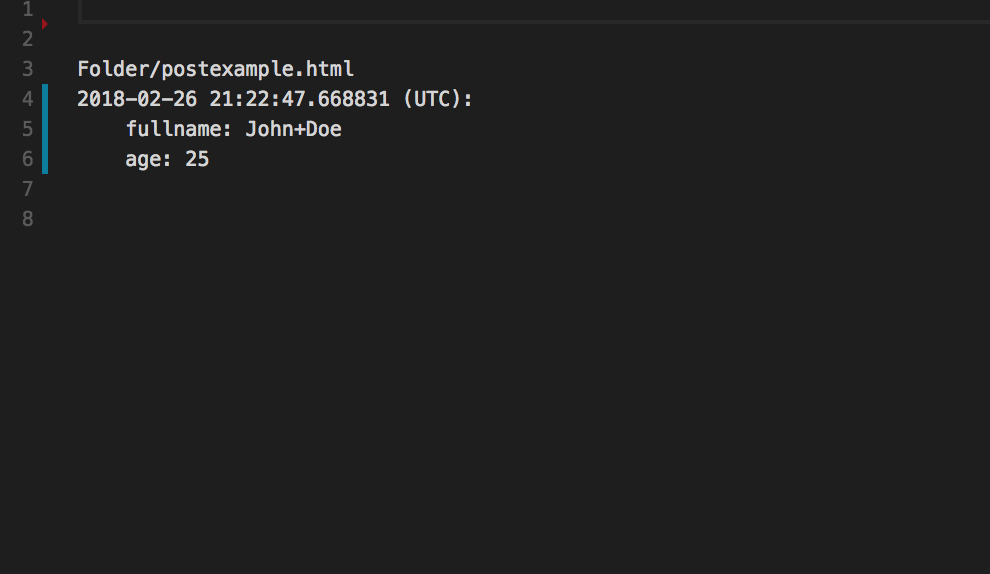 1
2
3 Folder/postexample.html
4 2018-02-26 21:22:47.668831 (UTC):
5 fullname: John+Doe
6 age: 25
7
8